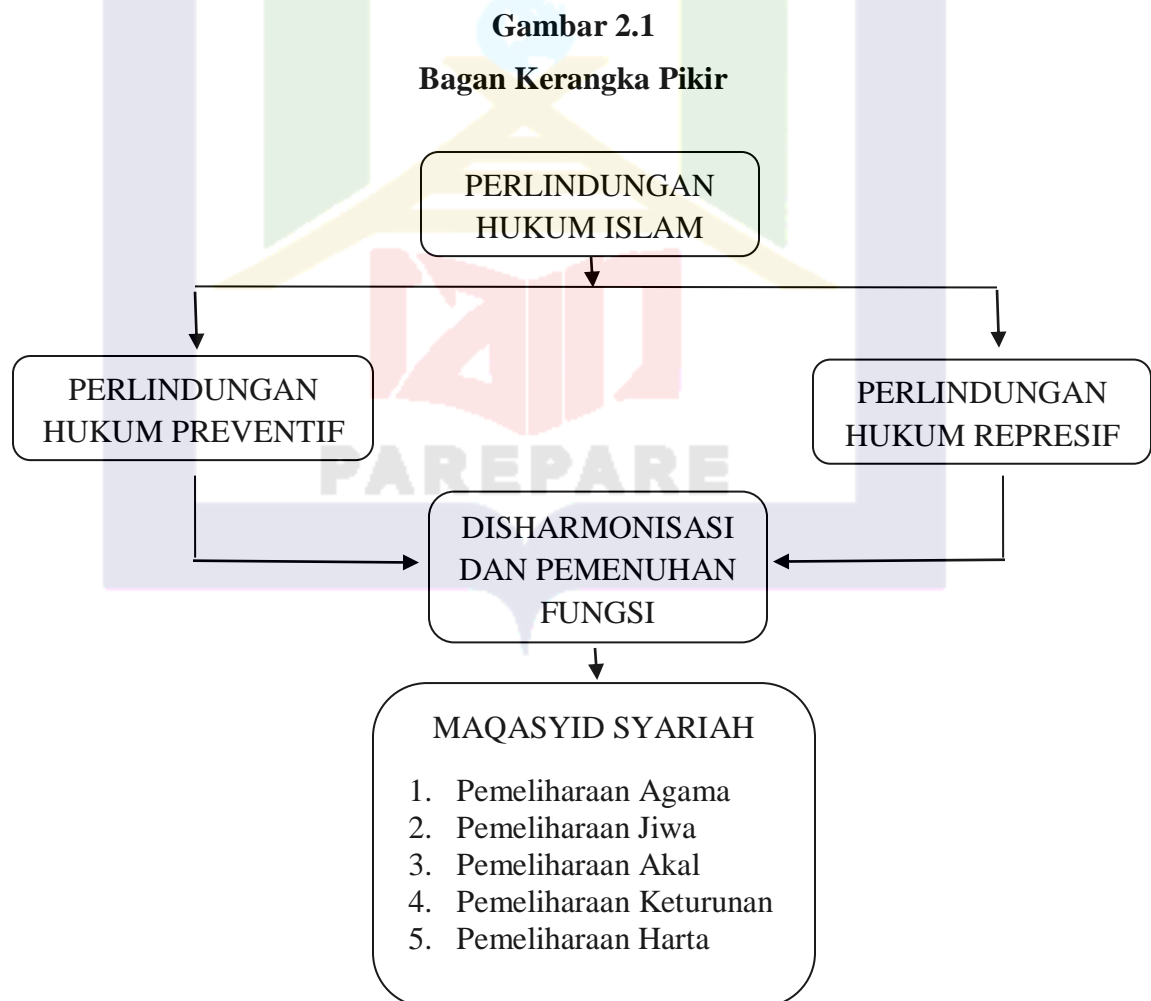 Gambar 2.1
Bagan Kerangka Pikir
PERLINDUNGAN
HUKUM ISLAM
PERLINDUNGAN
HUKUM PREVENTIF
PERLINDUNGAN
HUKUM REPRESIF
PAREPARE
DISHARMONISASI
DAN PEMENUHAN
FUNGSI
MAQASYID SYARIAH
1. Pemeliharaan Agama
2. Pemeliharaan Jiwa
3. Pemeliharaan Akal
4. Pemeliharaan Keturunan
5. Pemeliharaan Harta